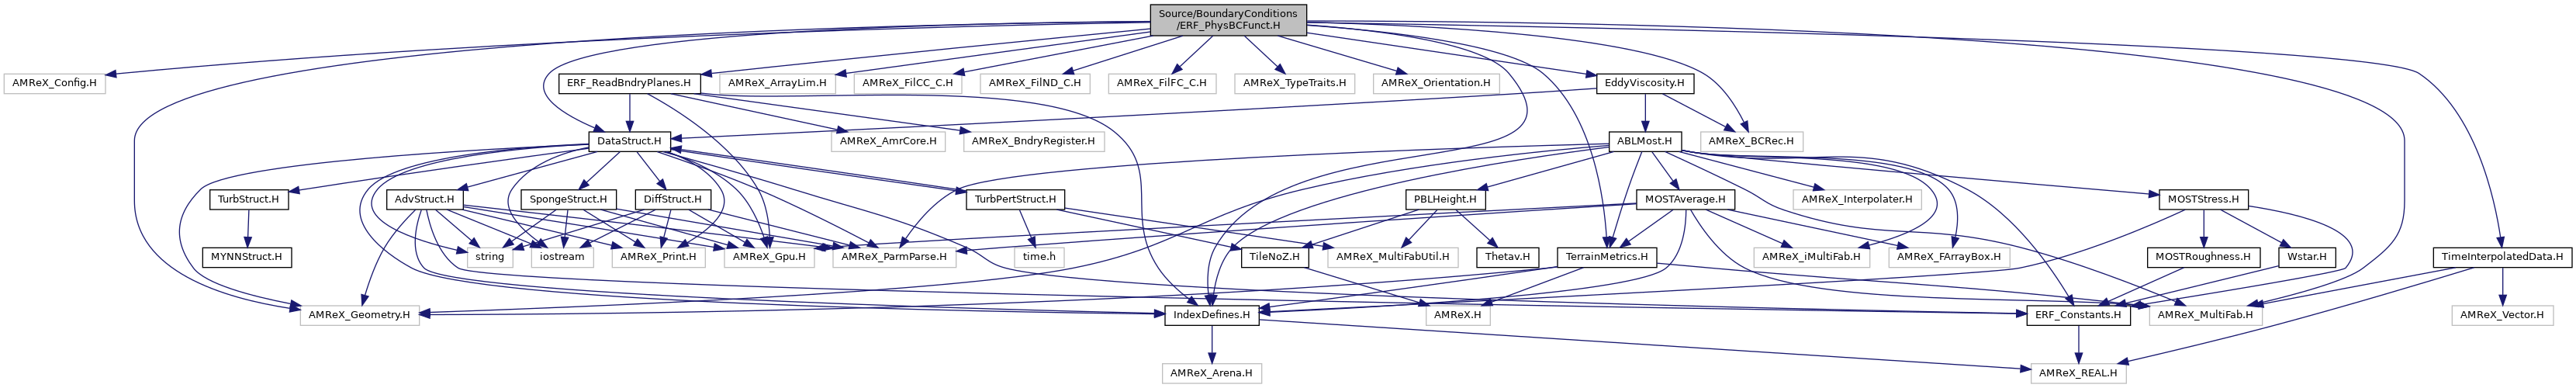 Source/BoundaryConditions
/ERF_PhysBCFunct.H
AMReX_Config.H
ERF_ReadBndryPlanes.H
AMReX_ArrayLim.H
AMReX_FilCC_C.H
AMReX_FilND_C.H
AMReX_FilFC_C.H
AMReX_TypeTraits.H
AMReX_Orientation.H
EddyViscosity.H
DataStruct.H
AMReX_AmrCore.H
AMReX_BndryRegister.H
ABLMost.H
AMReX_BCRec.H
TurbStruct.H
AdvStruct.H
SpongeStruct.H
DiffStruct.H
TurbPertStruct.H
PBLHeight.H
MOSTAverage.H
AMReX_Interpolater.H
MOSTStress.H
MYNNStruct.H
string
iostream
AMReX_Print.H
AMReX_Gpu.H
AMReX_ParmParse.H
time.h
TileNoZ.H
AMReX_MultiFabUtil.H
Thetav.H
TerrainMetrics.H
AMReX_iMultiFab.H
AMReX_FArrayBox.H
MOSTRoughness.H
Wstar.H
TimeInterpolatedData.H
AMReX_Geometry.H
IndexDefines.H
AMReX.H
ERF_Constants.H
AMReX_MultiFab.H
AMReX_Vector.H
AMReX_Arena.H
AMReX_REAL.H